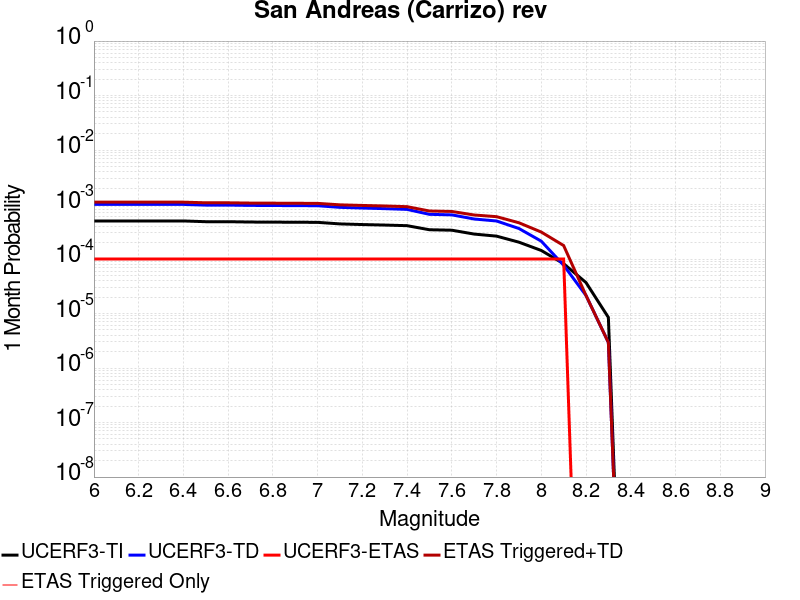 San Andreas (Carrizo) rev
10 0
10 -1
10 -2
10 -3
10 -4
10 -5
10 -6
10 -7
10 -8
1 Month Probability
6 6.2 6.4 6.6 6.8 7 7.2 7.4 7.6 7.8 8 8.2 8.4 8.6 8.8 9
Magnitude
UCERF3-TI UCERF3-TD UCERF3-ETAS ETAS Triggered+TD
ETAS Triggered Only